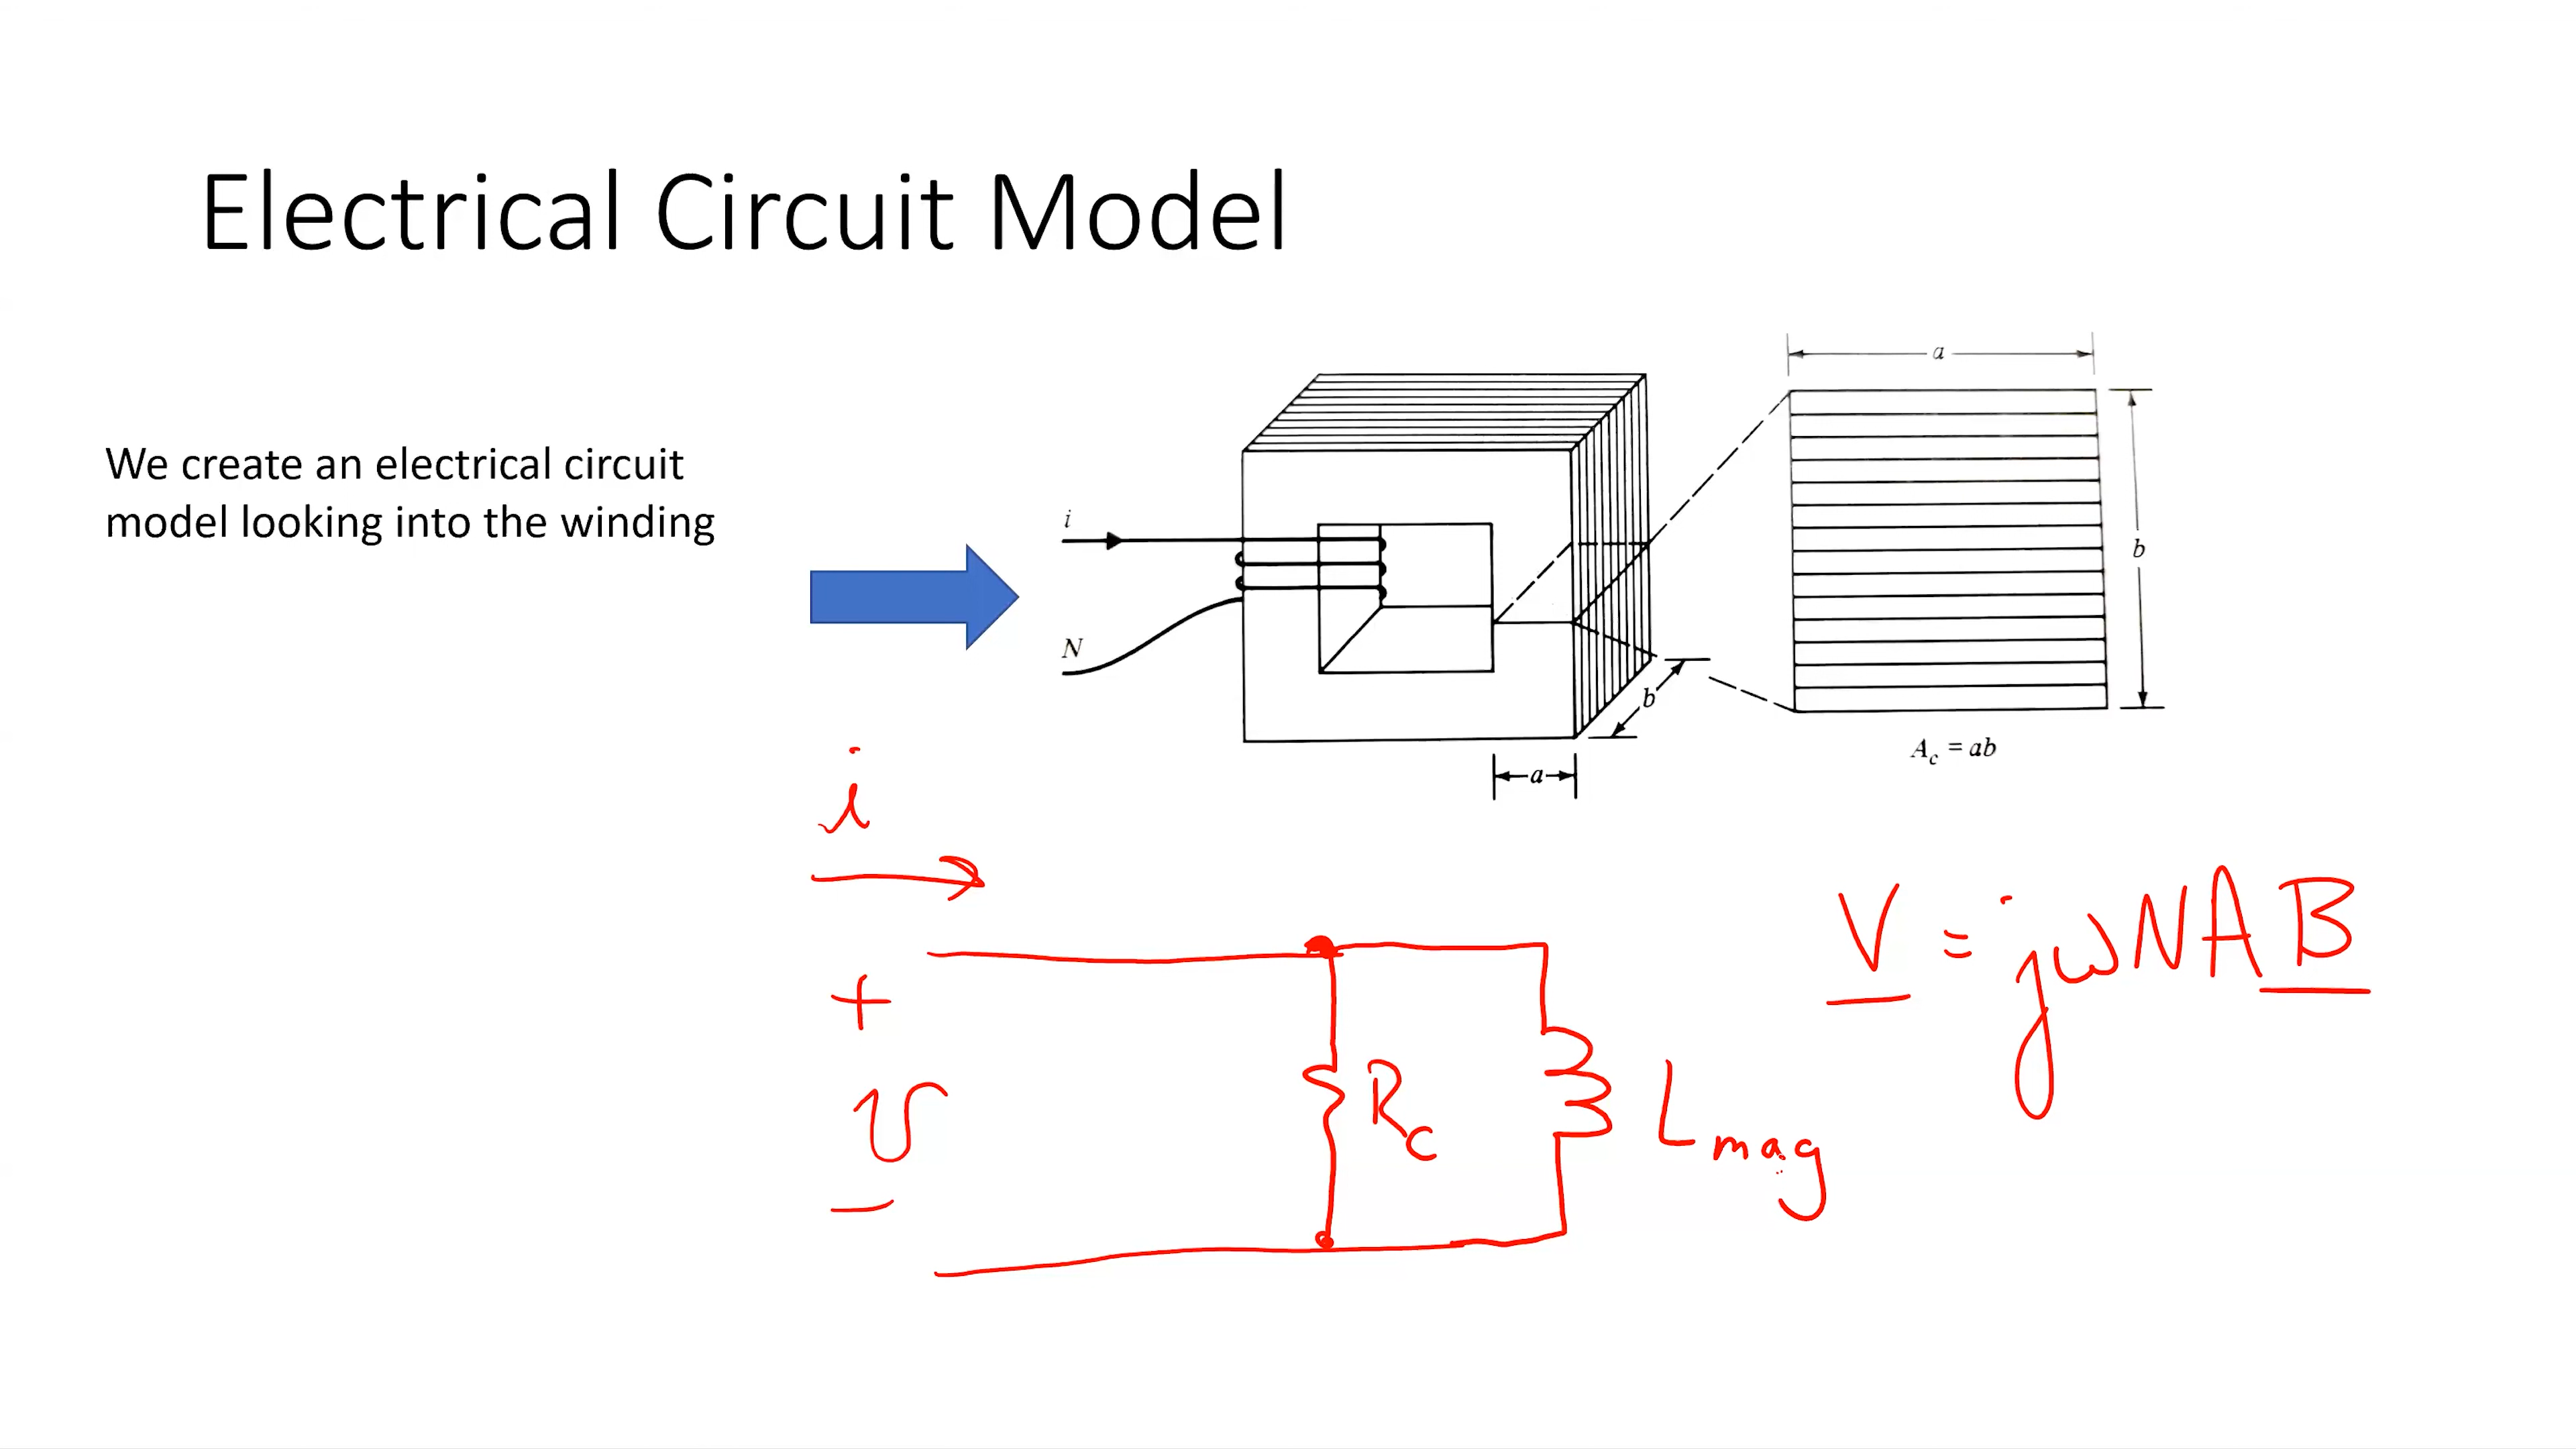 Electrical Circuit Model
We create an electrical circuit
model looking into the winding
i
N
a
b
a
b
A_c = ab
i
+
v
−
R_c
L_mag
V = jωNAB